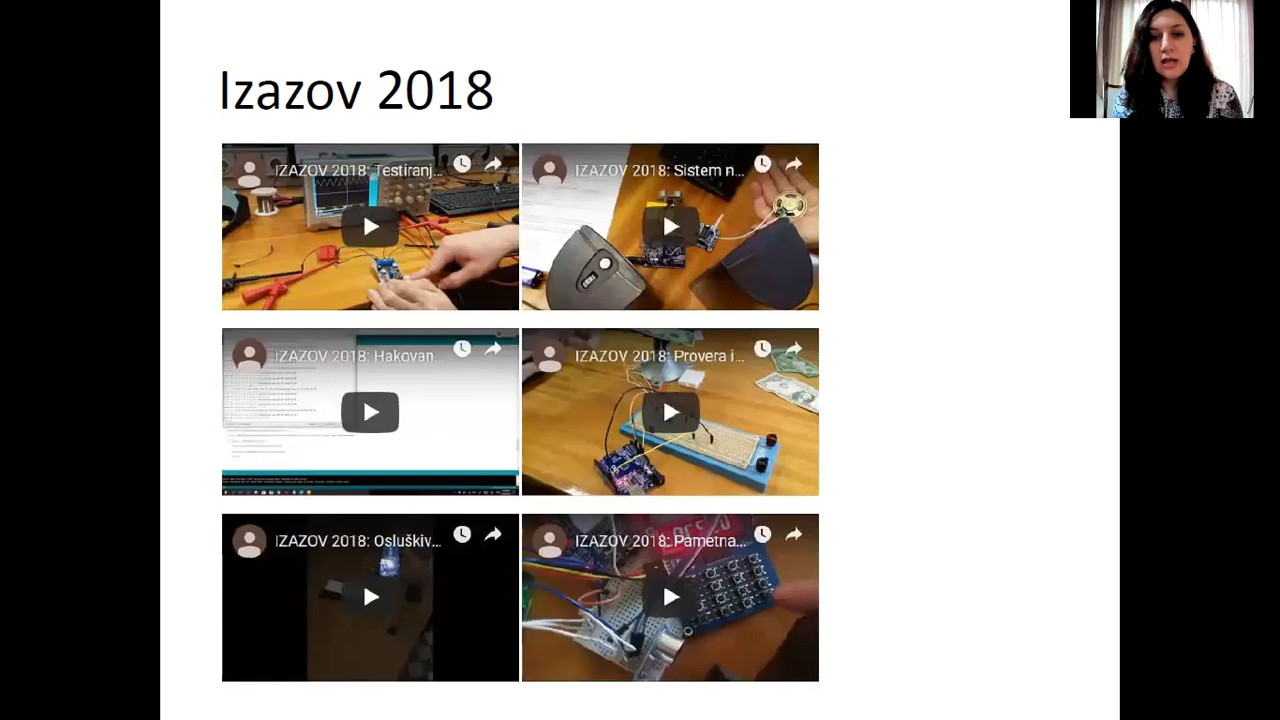 Izazov 2018
IZAZOV 2018: Testiranj...
IZAZOV 2018: Sistem n...
IZAZOV 2018: Hakovan...
IZAZOV 2018: Provera i...
IZAZOV 2018: Osluškiv...
IZAZOV 2018: Pametna...